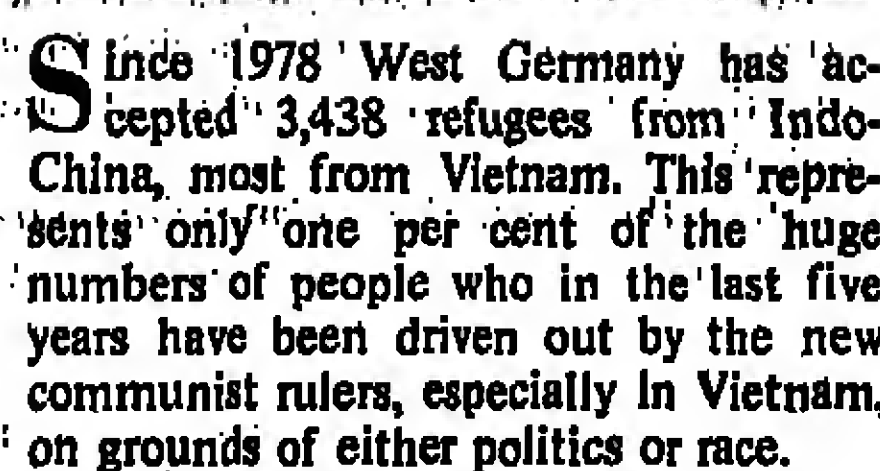 Since 1978 West Germany has ac-
cepted 3,438 refugees from Indo-
China, most from Vietnam. This repre-
sents only one per cent of the huge
numbers of people who in the last five
years have been driven out by the new
communist rulers, especially in Vietnam,
on grounds of either politics or race.